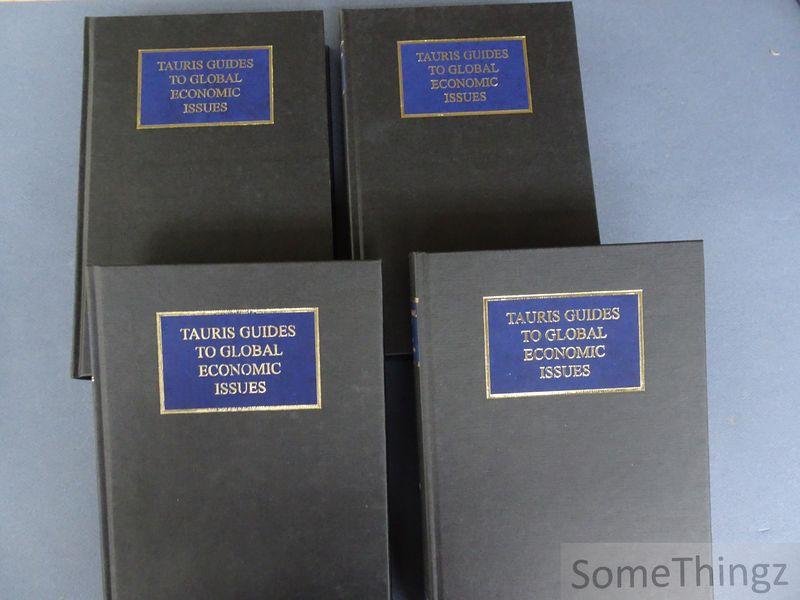 TAURIS GUIDES
TO GLOBAL
ECONOMIC
ISSUES
TAURIS GUIDES
TO GLOBAL
ECONOMIC
ISSUES
TAURIS GUIDES
TO GLOBAL
ECONOMIC
ISSUES
TAURIS GUIDES
TO GLOBAL
ECONOMIC
ISSUES
SomeThingz